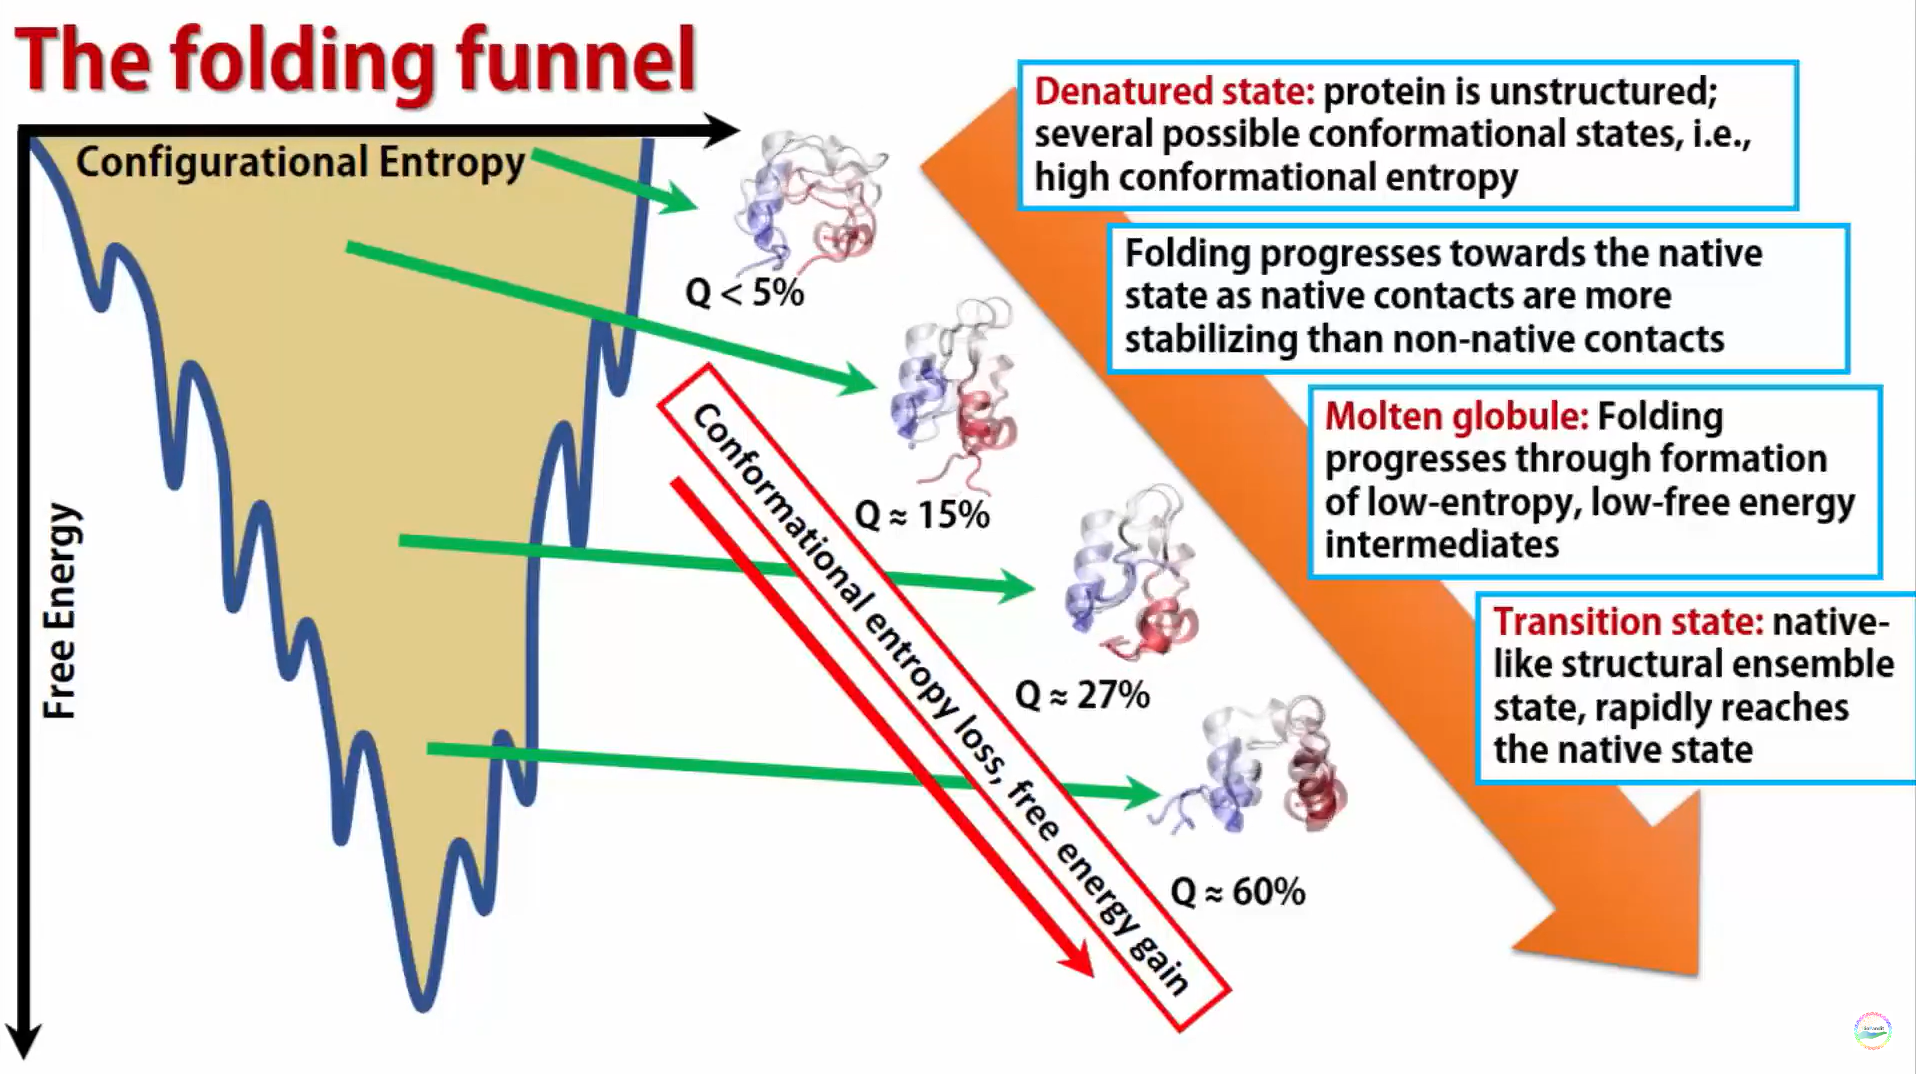 The folding funnel
Configurational Entropy
Free Energy
Q < 5%
Q ≈ 15%
Q ≈ 27%
Q ≈ 60%
Conformational entropy loss, free energy gain
Denatured state: protein is unstructured;
several possible conformational states, i.e.,
high conformational entropy
Folding progresses towards the native
state as native contacts are more
stabilizing than non-native contacts
Molten globule: Folding
progresses through formation
of low-entropy, low-free energy
intermediates
Transition state: native-
like structural ensemble
state, rapidly reaches
the native state